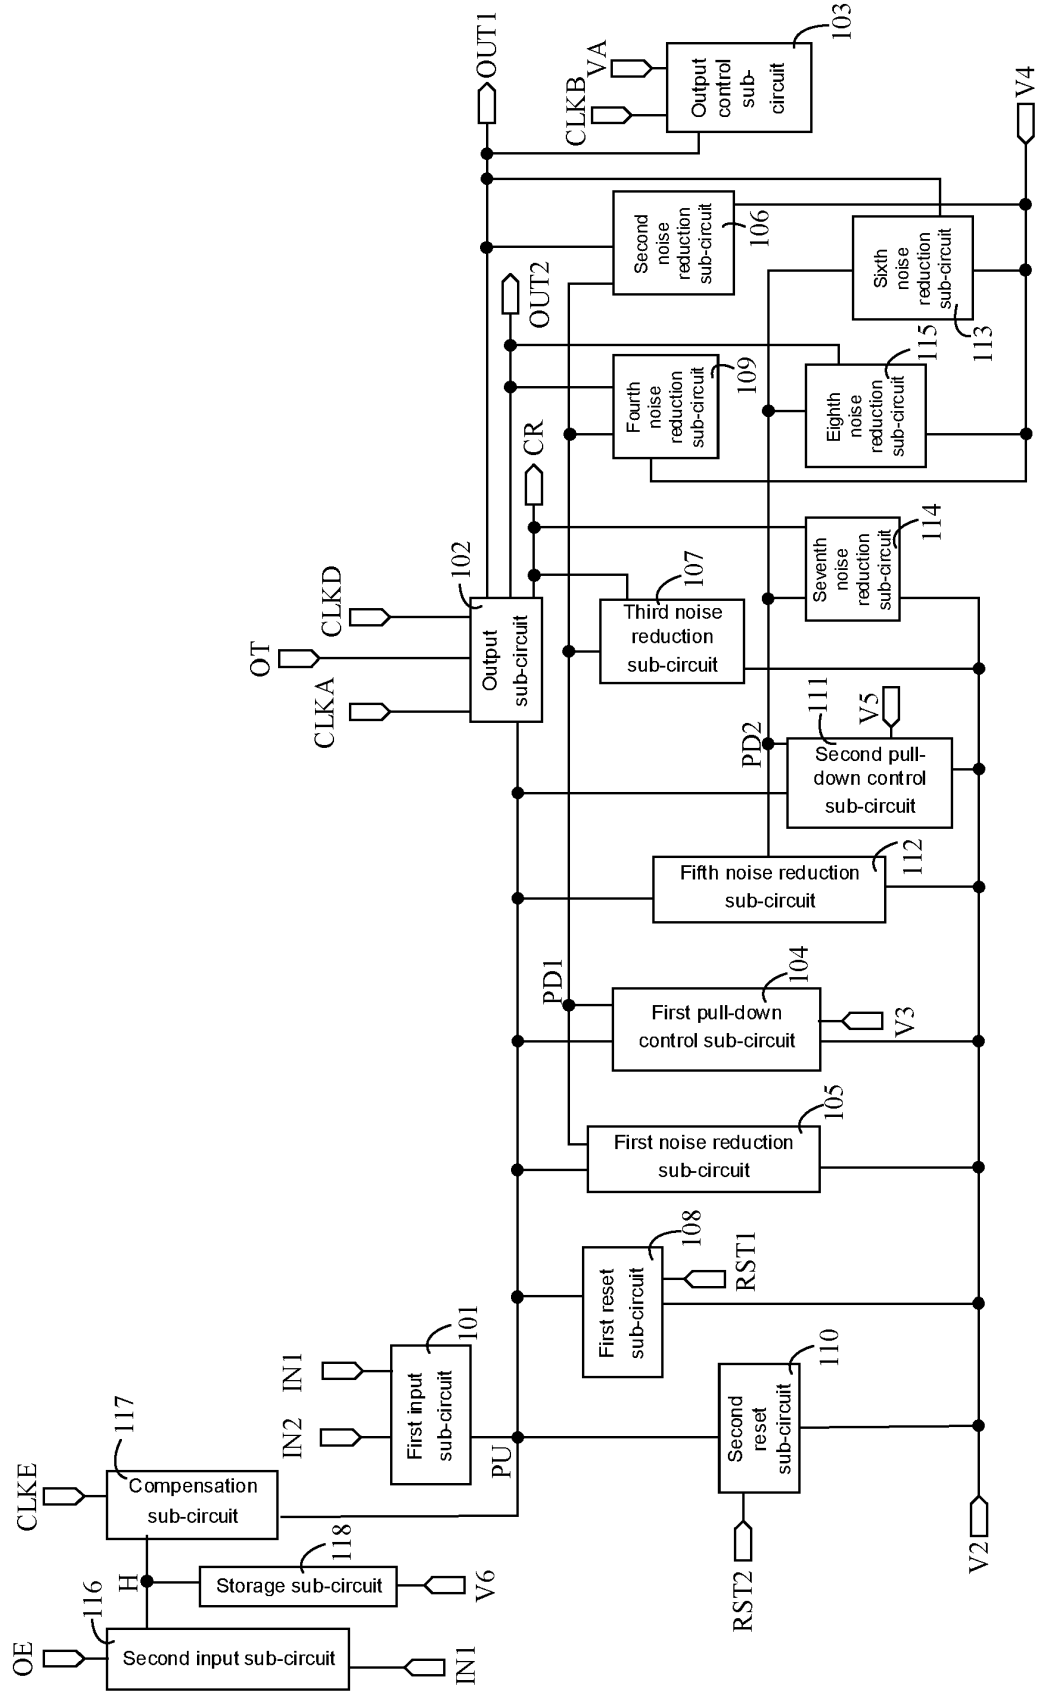 OUT1
VA
103
CLKB
Output
control
sub-
circuit
V4
OUT2
Second
noise
reduction
sub-circuit
106
Sixth
noise
reduction
sub-circuit
113
CR
Fourth
noise
reduction
sub-circuit
109
Eighth
noise
reduction
sub-circuit
115
CLKD
OT
CLKA
102
Output
sub-circuit
Third noise
reduction
sub-circuit
107
Seventh
noise
reduction
sub-circuit
114
PD2
Second pull-
down control
sub-circuit
111
V5
Fifth noise reduction
sub-circuit
112
PD1
First pull-down
control sub-circuit
104
V3
First noise reduction
sub-circuit
105
First reset
sub-circuit
108
RST1
IN1
IN2
First input
sub-circuit
101
PU
Second
reset
sub-circuit
110
RST2
V2
CLKE
Compensation
sub-circuit
117
H
Storage sub-circuit
118
V6
OE
116
Second input sub-circuit
IN1